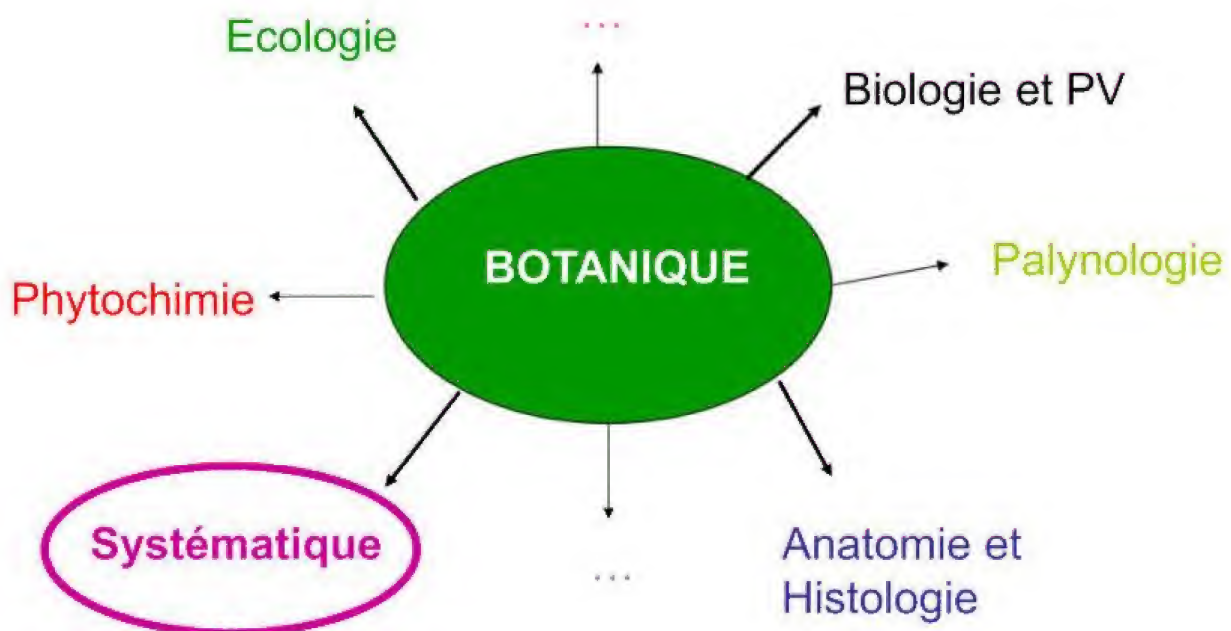 ...
Ecologie
Biologie et PV
BOTANIQUE
Palynologie
Phytochimie
Systématique
Anatomie et
Histologie
...